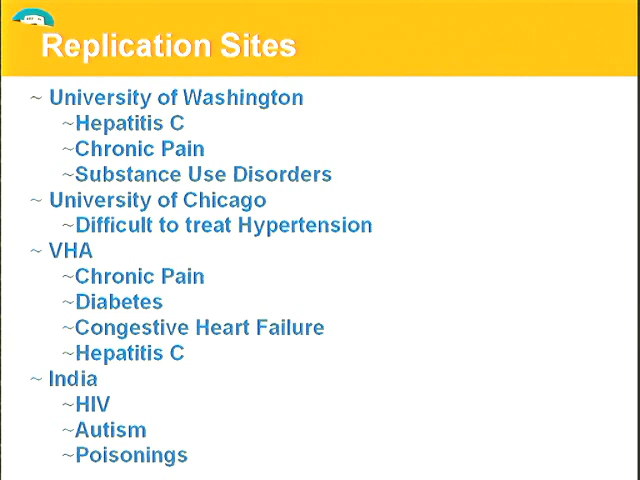 Replication Sites
~ University of Washington
~Hepatitis C
~Chronic Pain
~Substance Use Disorders
~ University of Chicago
~Difficult to treat Hypertension
~ VHA
~Chronic Pain
~Diabetes
~Congestive Heart Failure
~Hepatitis C
~ India
~HIV
~Autism
~Poisonings